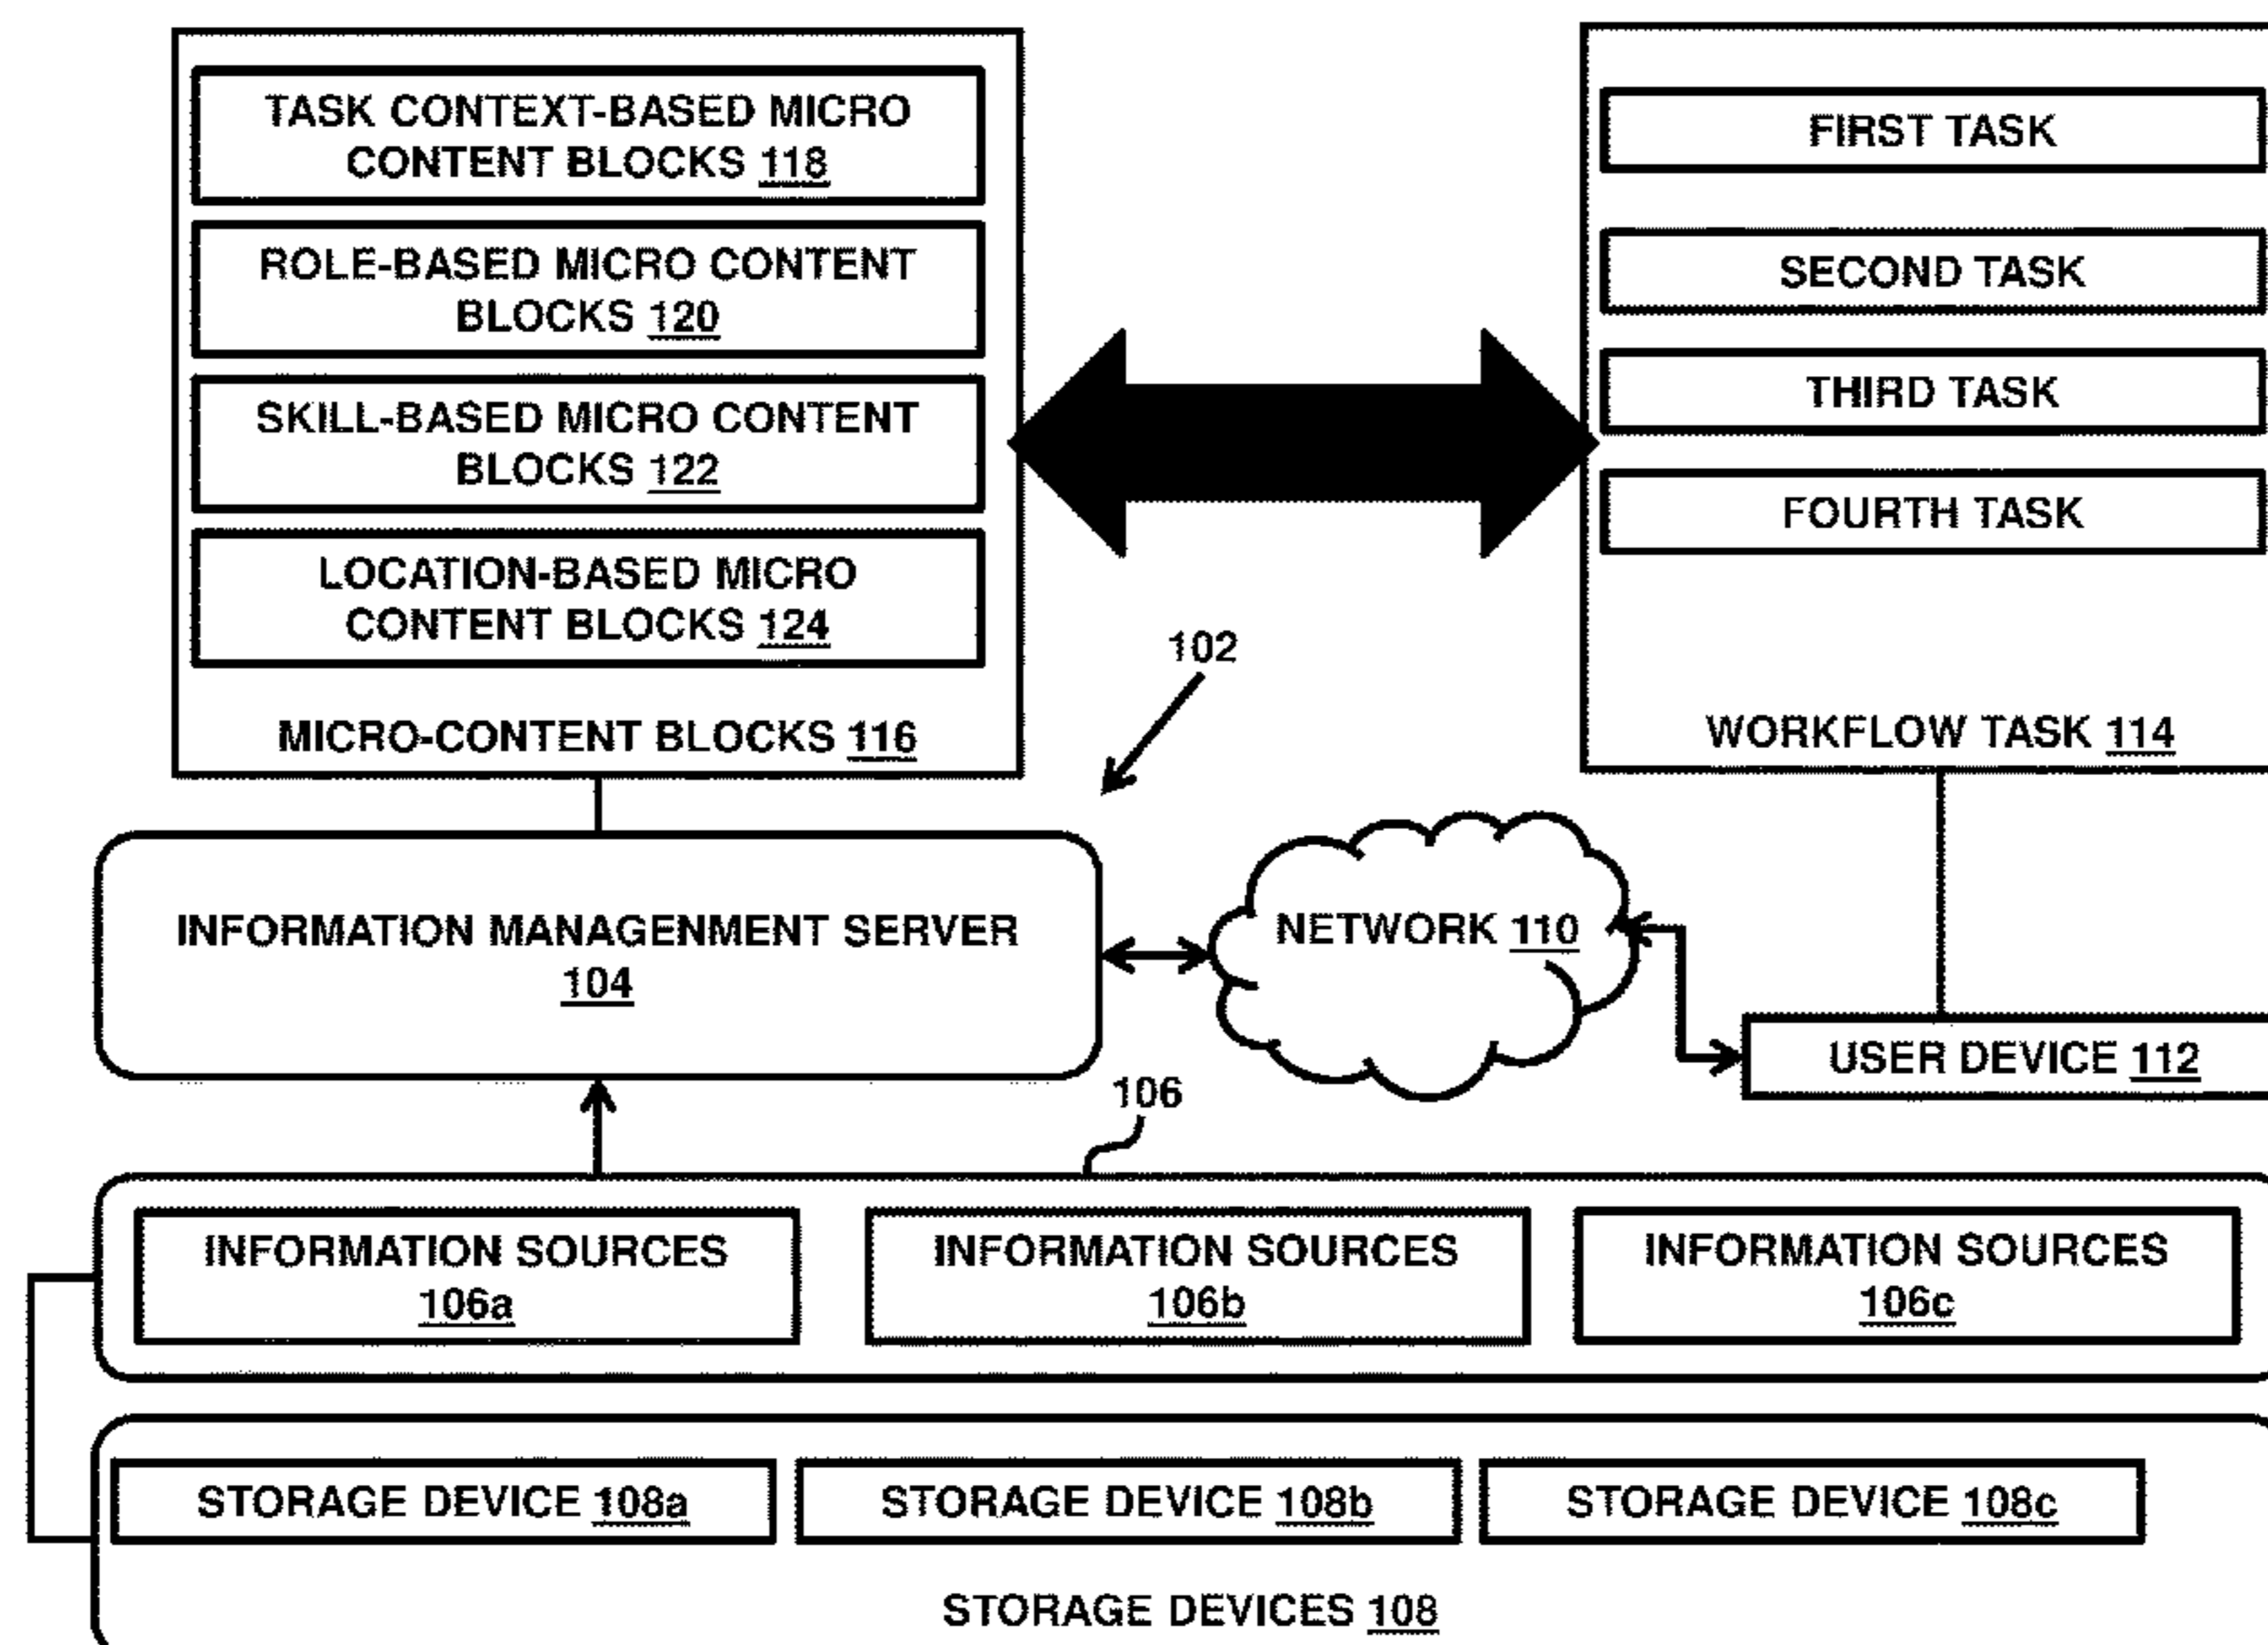 TASK CONTEXT-BASED MICRO
CONTENT BLOCKS 118
ROLE-BASED MICRO CONTENT
BLOCKS 120
SKILL-BASED MICRO CONTENT
BLOCKS 122
LOCATION-BASED MICRO
CONTENT BLOCKS 124
MICRO-CONTENT BLOCKS 116
FIRST TASK
SECOND TASK
THIRD TASK
FOURTH TASK
WORKFLOW TASK 114
102
INFORMATION MANAGENMENT SERVER
104
NETWORK 110
USER DEVICE 112
106
INFORMATION SOURCES
106a
INFORMATION SOURCES
106b
INFORMATION SOURCES
106c
STORAGE DEVICE 108a
STORAGE DEVICE 108b
STORAGE DEVICE 108c
STORAGE DEVICES 108